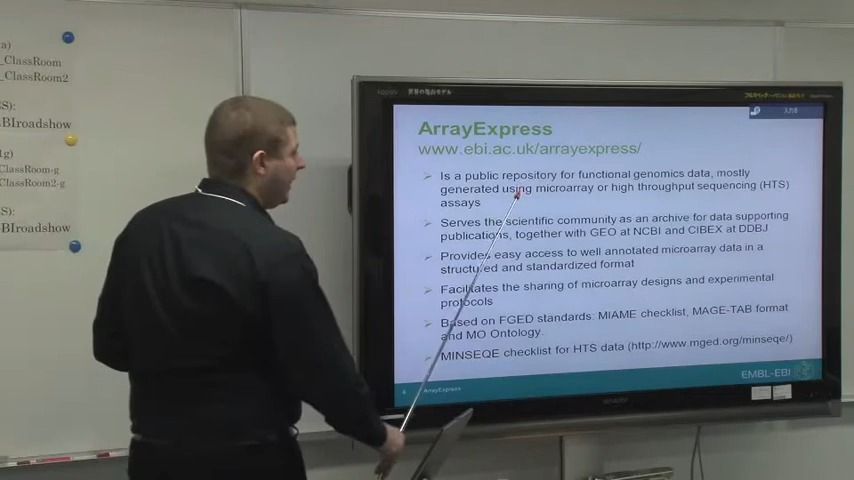 _ClassRoom
_ClassRoom2
BIRoadshow
ClassRoom-g
ClassRoom2-g
BIRoadshow
ArrayExpress
www.ebi.ac.uk/arrayexpress/
Is a public repository for functional genomics data, mostly
generated using microarray or high throughput sequencing (HTS)
assays
Serves the scientific community as an archive for data supporting
publications, together with GEO at NCBI and CIBEX at DDBJ
Provides easy access to well annotated microarray data in a
structured and standardized format
Facilitates the sharing of microarray designs and experimental
protocols
Based on FGED standards: MIAME checklist, MAGE-TAB format
and MO Ontology.
MINSEQE checklist for HTS data (http://www.mged.org/minseqe/)
ArrayExpress
EMBL-EBI